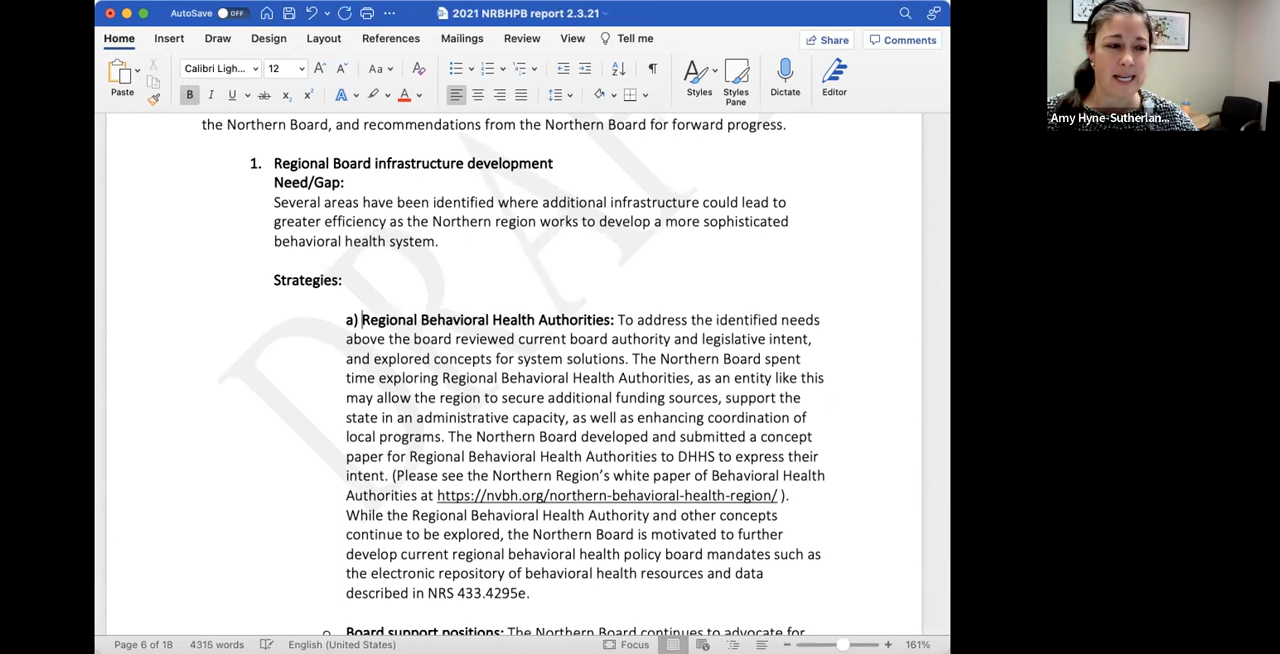 AutoSave OFF
2021 NRBHPB report 2.3.21
Home Insert Draw Design Layout References Mailings Review View Tell me
Share Comments
Calibri Ligh... 12
Paste
Styles Styles Pane Dictate Editor
the Northern Board, and recommendations from the Northern Board for forward progress.
1. Regional Board infrastructure development
Need/Gap:
Several areas have been identified where additional infrastructure could lead to
greater efficiency as the Northern region works to develop a more sophisticated
behavioral health system.
Strategies:
a) Regional Behavioral Health Authorities: To address the identified needs
above the board reviewed current board authority and legislative intent,
and explored concepts for system solutions. The Northern Board spent
time exploring Regional Behavioral Health Authorities, as an entity like this
may allow the region to secure additional funding sources, support the
state in an administrative capacity, as well as enhancing coordination of
local programs. The Northern Board developed and submitted a concept
paper for Regional Behavioral Health Authorities to DHHS to express their
intent. (Please see the Northern Region's white paper of Behavioral Health
Authorities at https://nvbh.org/northern-behavioral-health-region/ ).
While the Regional Behavioral Health Authority and other concepts
continue to be explored, the Northern Board is motivated to further
develop current regional behavioral health policy board mandates such as
the electronic repository of behavioral health resources and data
described in NRS 433.4295e.
o Board support positions: The Northern Board continues to advocate for
DRAFT
Page 6 of 18 4315 words English (United States) Focus 161%
Amy Hyne-Sutherlan...